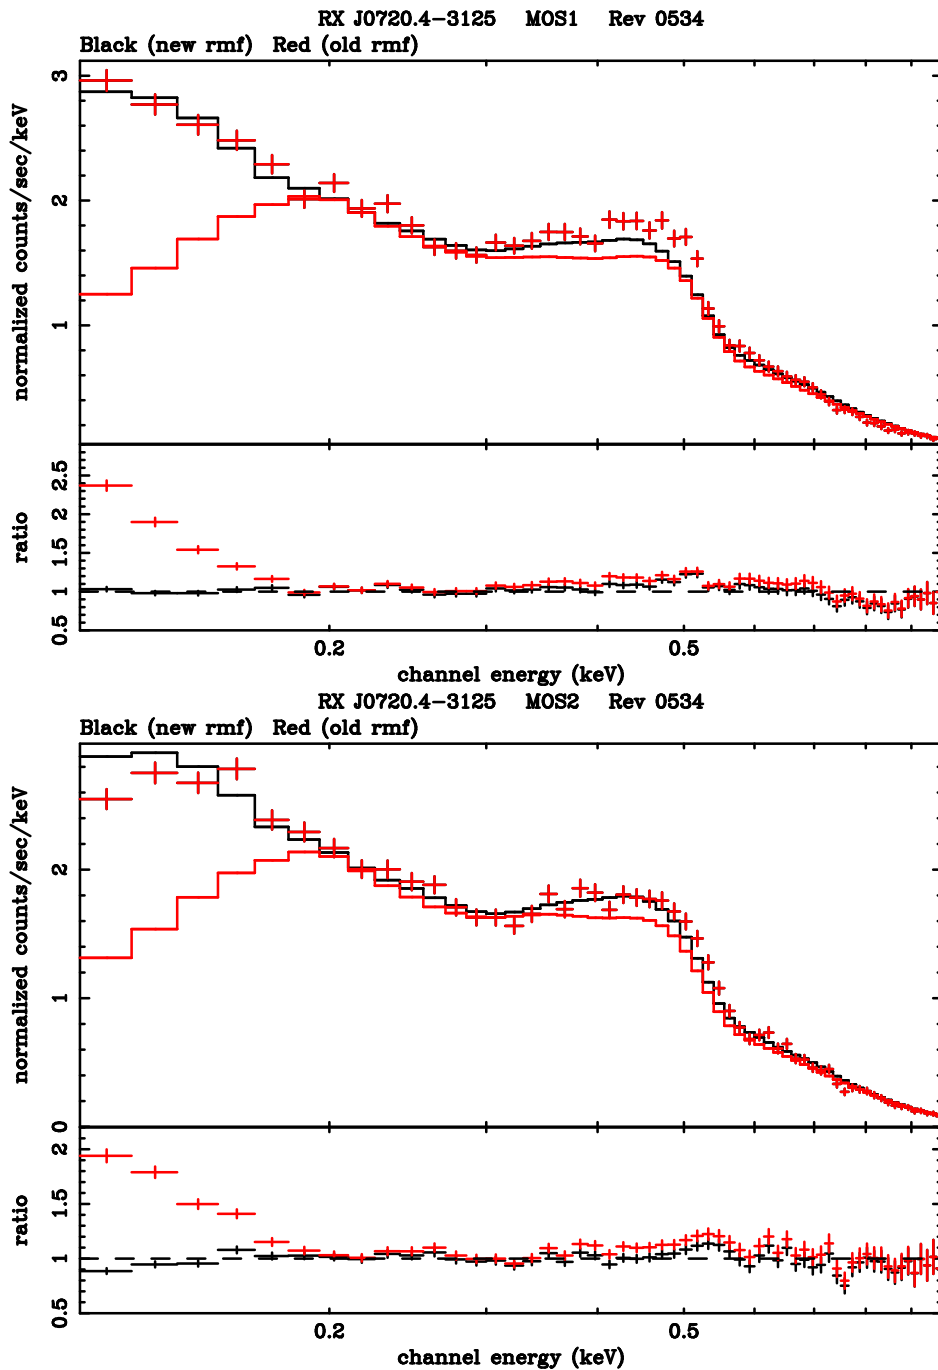 RX J0720.4−3125 MOS1 Rev 0534
Black (new rmf) Red (old rmf)
normalized counts/sec/keV
3
2
1
ratio
2.5
2
1.5
1
0.5
0.2 0.5
channel energy (keV)
RX J0720.4−3125 MOS2 Rev 0534
Black (new rmf) Red (old rmf)
normalized counts/sec/keV
2
1
0
ratio
2
1.5
1
0.5
0.2 0.5
channel energy (keV)